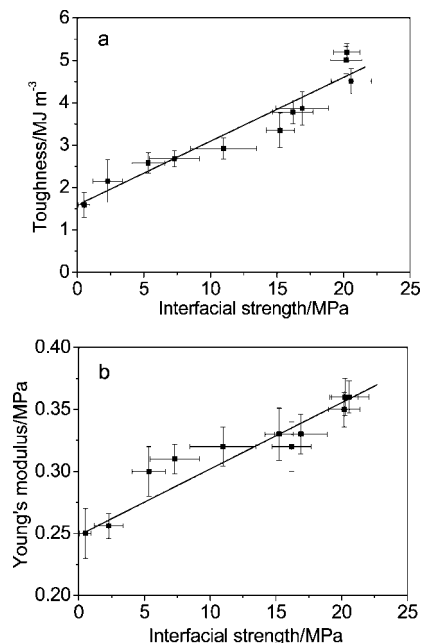 a
6
5
4
3
2
1
0
Toughness/MJ m⁻³
0 5 10 15 20 25
Interfacial strength/MPa
b
0.40
0.35
0.30
0.25
0.20
Young's modulus/MPa
0 5 10 15 20 25
Interfacial strength/MPa